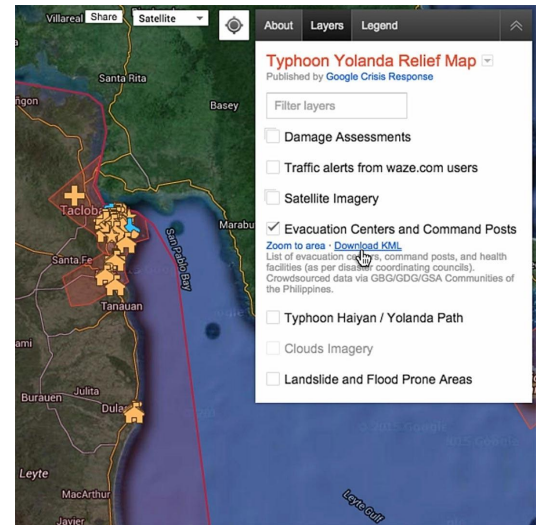 Villareal
Share
Satellite
About
Layers
Legend
Typhoon Yolanda Relief Map
Published by Google Crisis Response
Filter layers
Damage Assessments
Traffic alerts from waze.com users
Satellite Imagery
Evacuation Centers and Command Posts
Zoom to area · Download KML
List of evacuation centers, command posts, and health
facilities (as per disaster coordinating councils).
Crowdsourced data via GBG/GDG/GSA Communities of
the Philippines.
Typhoon Haiyan / Yolanda Path
Clouds Imagery
Landslide and Flood Prone Areas
Santa Rita
Basey
Tacloba
Marabu
San Pablo Bay
Santa Fe
Tanauan
Julita
Burauen
Dulag
Leyte
MacArthur
Javier
Leyte Gulf